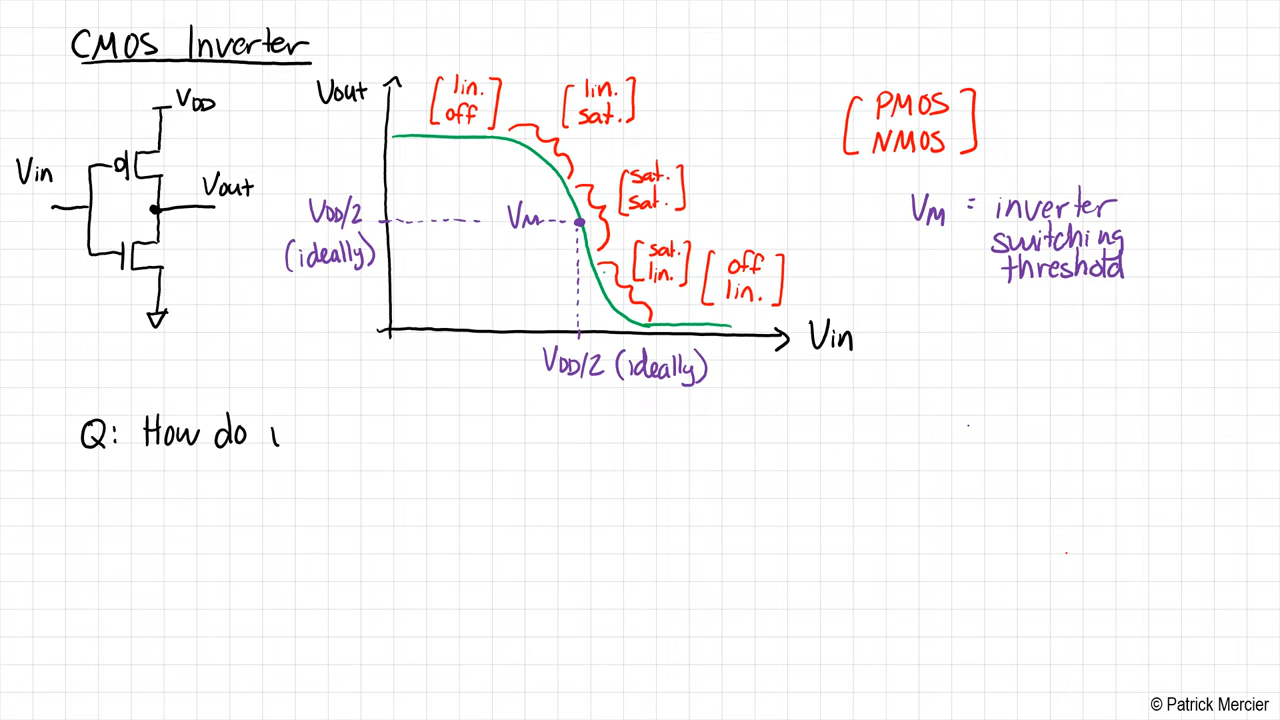 CMOS Inverter
VDD
Vin
Vout
Vout
[lin.
off]
[lin.
sat.]
[sat.
sat.]
[sat.
lin.]
[off
lin.]
VDD/2
(ideally)
VM
VDD/2 (ideally)
Vin
[PMOS
NMOS]
VM = inverter
switching
threshold
Q: How do
© Patrick Mercier